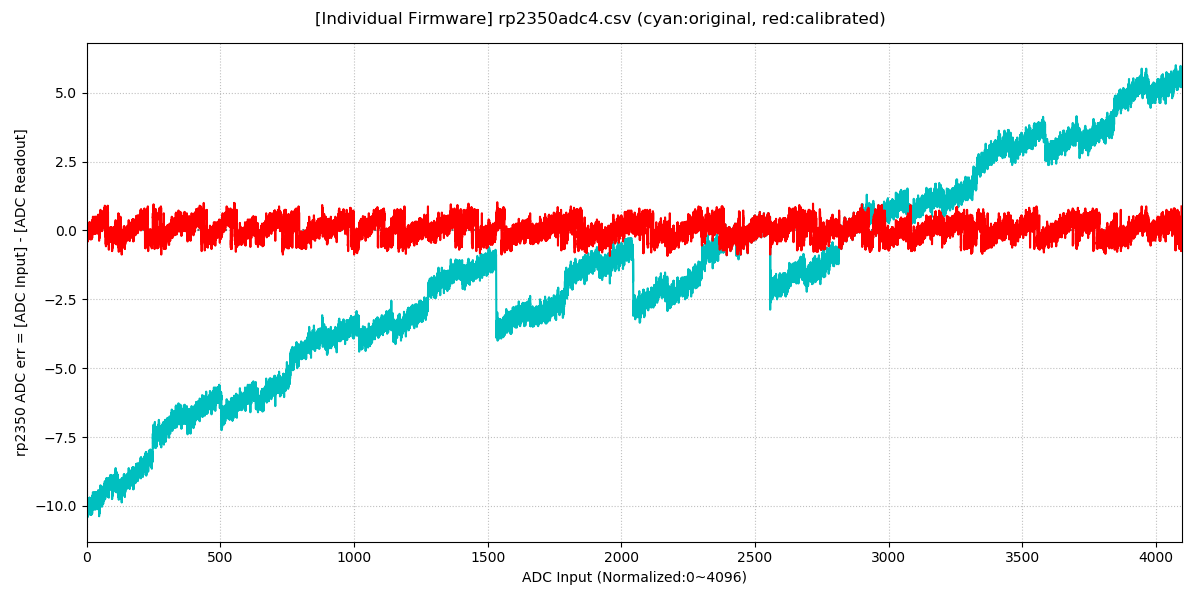 [Individual Firmware] rp2350adc4.csv (cyan:original, red:calibrated)
rp2350 ADC err = [ADC Input] - [ADC Readout]
5.0
2.5
0.0
−2.5
−5.0
−7.5
−10.0
0 500 1000 1500 2000 2500 3000 3500 4000
ADC Input (Normalized:0~4096)